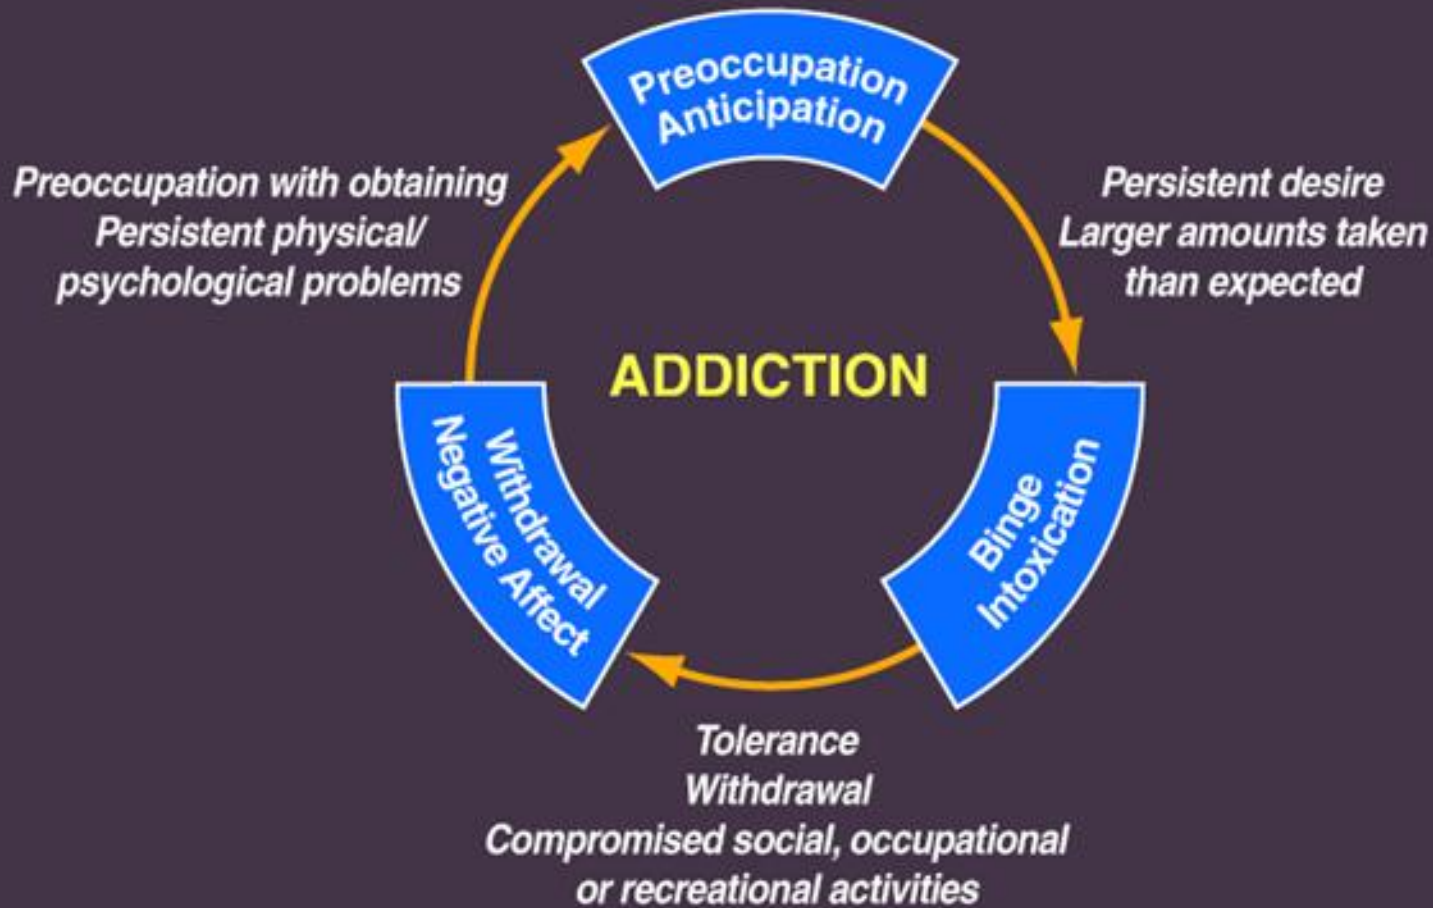 Preoccupation
Anticipation
Preoccupation with obtaining
Persistent physical/
psychological problems
Persistent desire
Larger amounts taken
than expected
ADDICTION
Withdrawal
Negative Affect
Binge
Intoxication
Tolerance
Withdrawal
Compromised social, occupational
or recreational activities